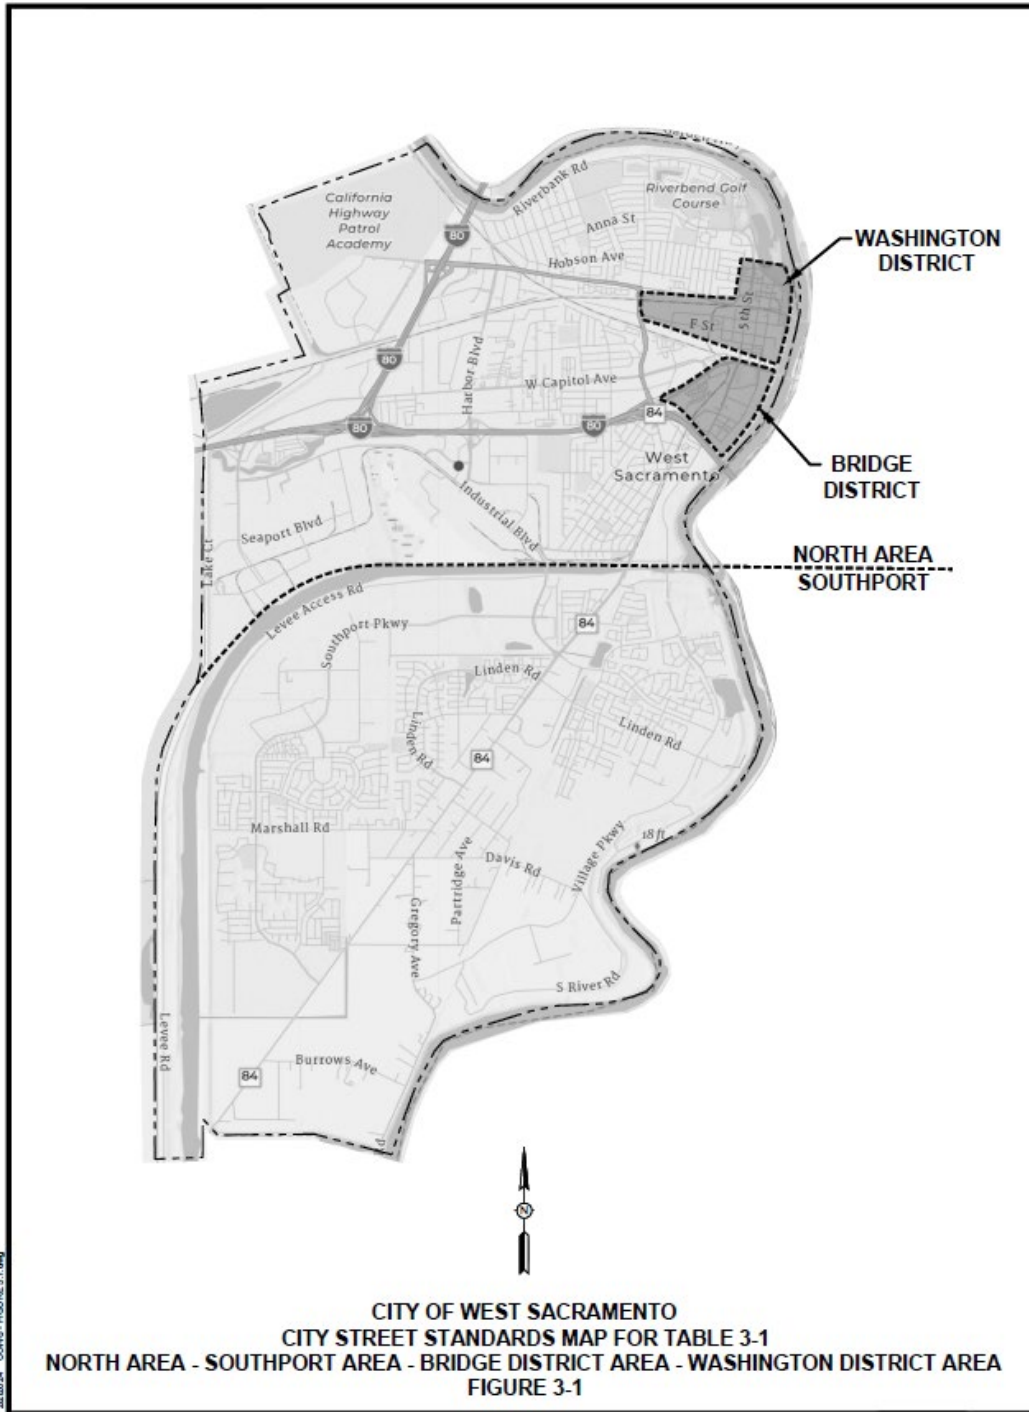 Garden Hwy
California
Highway
Patrol
Academy
80
Riverbank Rd
Riverbend Golf
Course
Anna St
Hobson Ave
WASHINGTON
DISTRICT
5th St
F St
80
Harbor Blvd
W Capitol Ave
84
80
80
West
Sacramento
BRIDGE
DISTRICT
Industrial Blvd
Seaport Blvd
Lake Ct
NORTH AREA
SOUTHPORT
Levee Access Rd
Southport Pkwy
84
Linden Rd
Linden Rd
Linden Rd
84
Marshall Rd
18 ft
Village Pkwy
Davis Rd
Partridge Ave
Gregory Ave
S River Rd
Levee Rd
Burrows Ave
84
Rd
N
CITY OF WEST SACRAMENTO
CITY STREET STANDARDS MAP FOR TABLE 3-1
NORTH AREA - SOUTHPORT AREA - BRIDGE DISTRICT AREA - WASHINGTON DISTRICT AREA
FIGURE 3-1